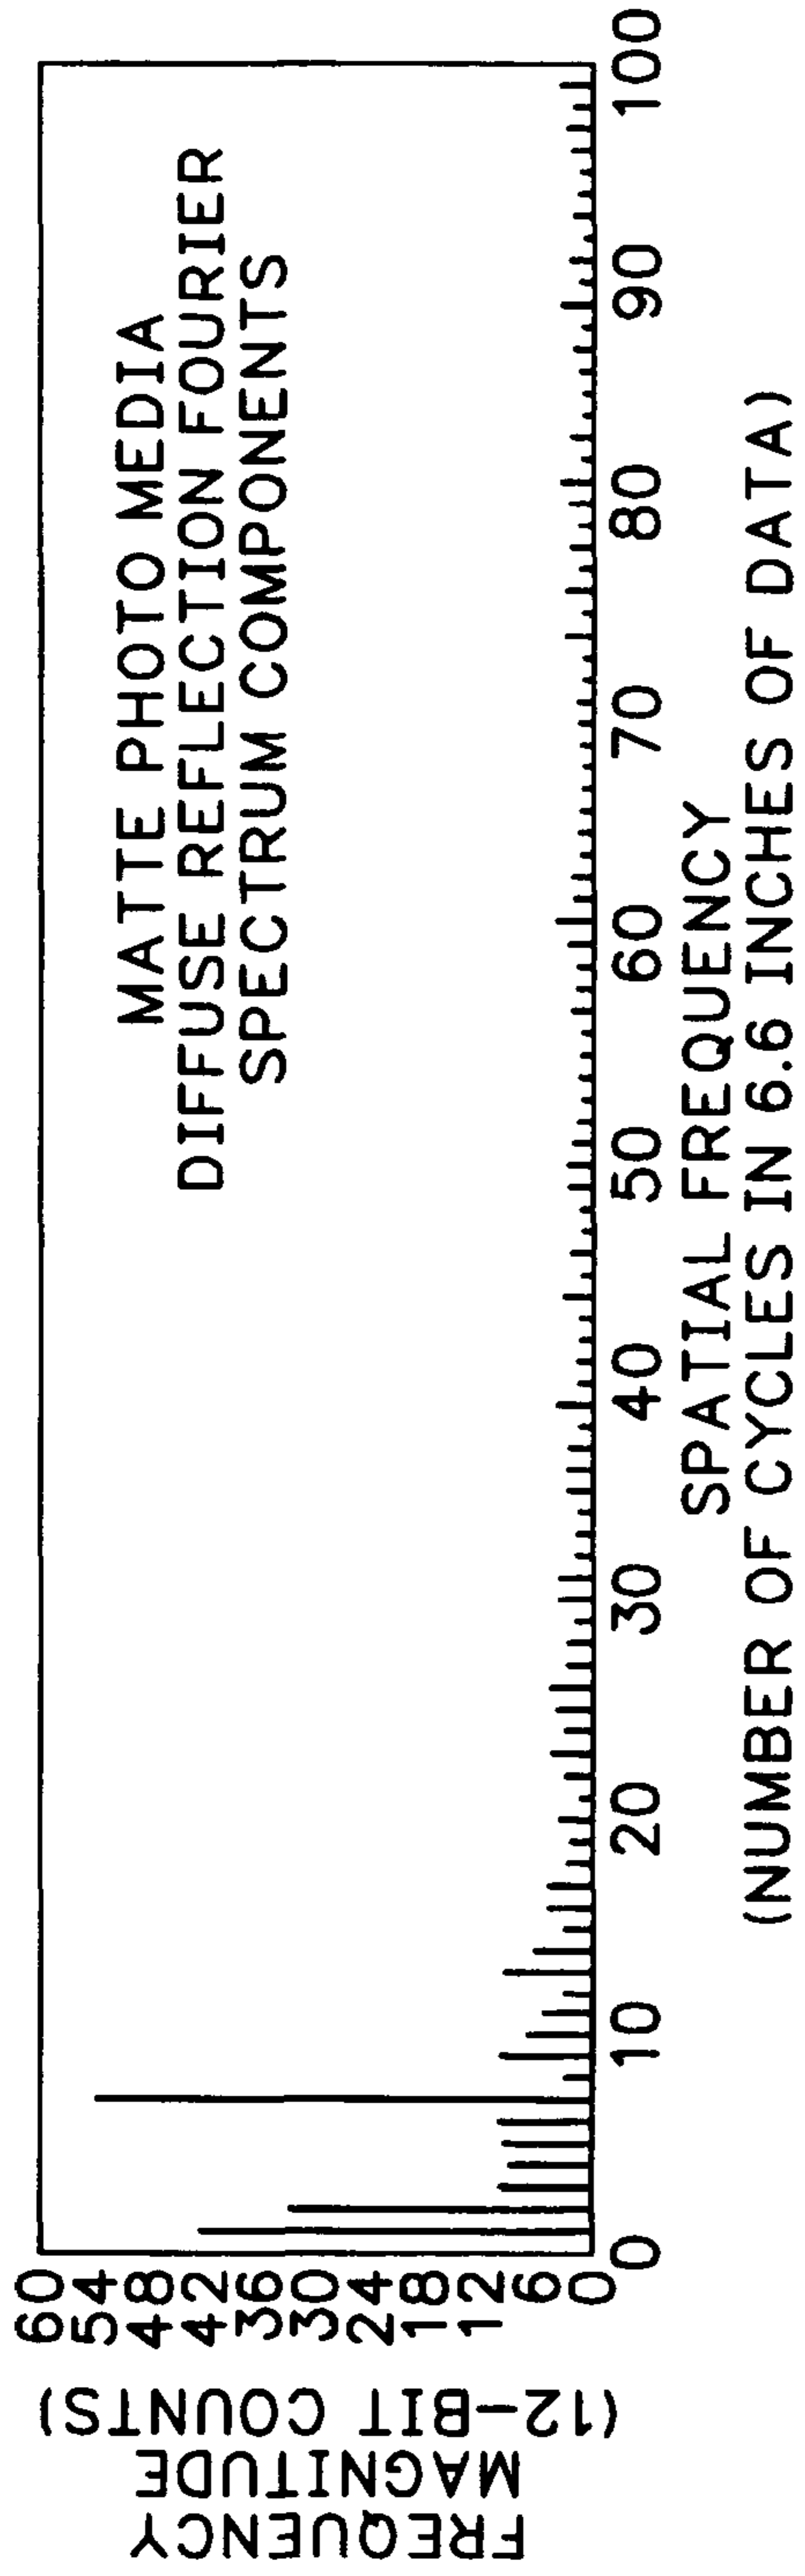 MATTE PHOTO MEDIA
DIFFUSE REFLECTION FOURIER
SPECTRUM COMPONENTS
FREQUENCY
MAGNITUDE
(12-BIT COUNTS)
60
54
48
42
36
30
24
18
12
6
0
0 10 20 30 40 50 60 70 80 90 100
SPATIAL FREQUENCY
(NUMBER OF CYCLES IN 6.6 INCHES OF DATA)